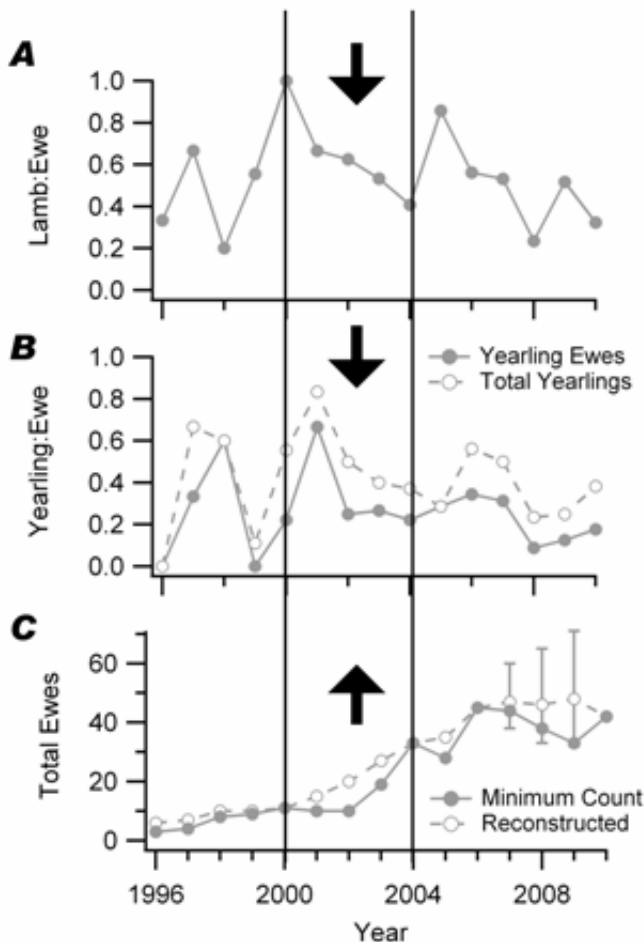 A
1.0
0.8
0.6
0.4
0.2
0.0
Lamb:Ewe
B
1.0
0.8
0.6
0.4
0.2
0.0
Yearling:Ewe
Yearling Ewes
Total Yearlings
C
60
40
20
0
Total Ewes
Minimum Count
Reconstructed
1996 2000 2004 2008
Year